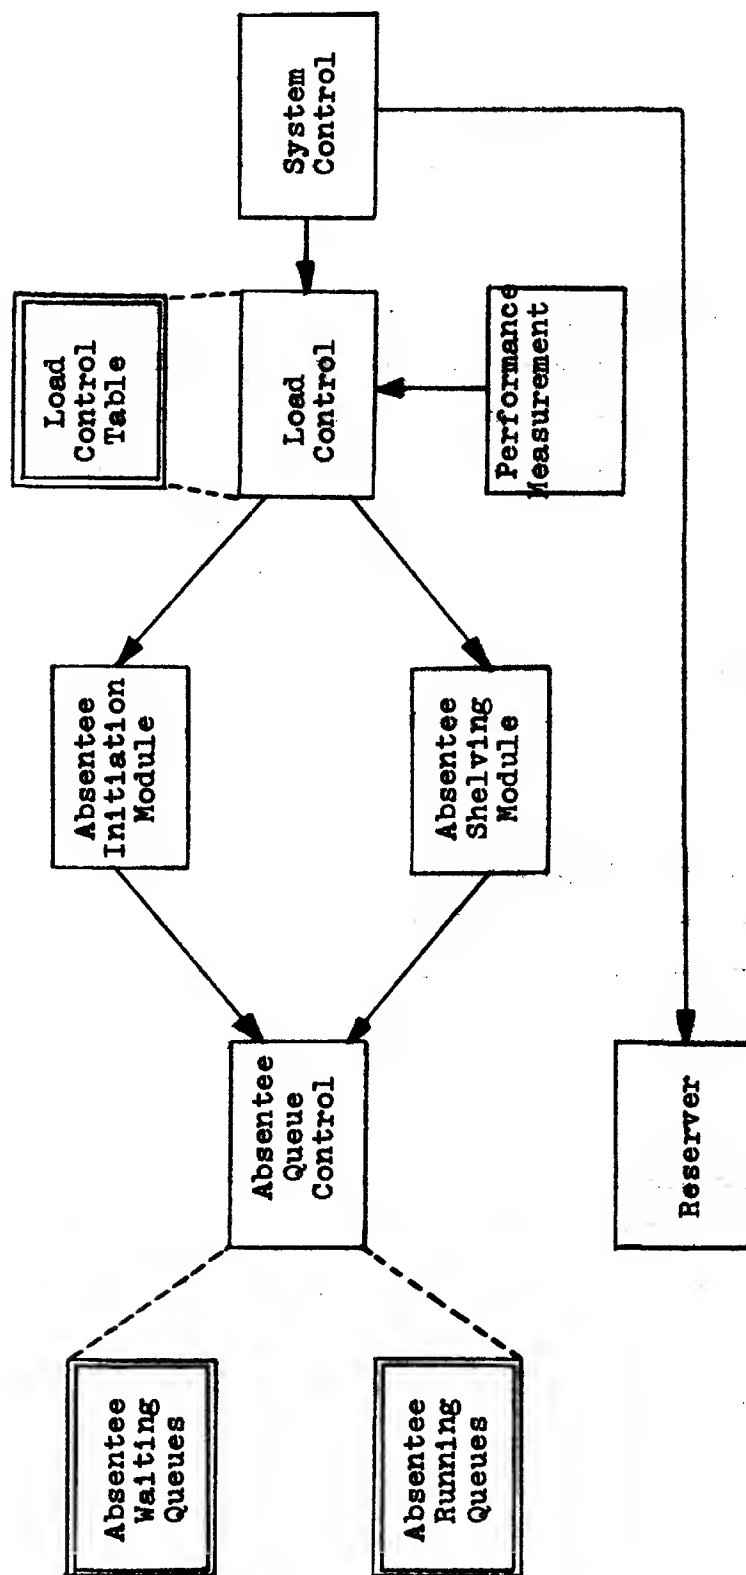 Absentee
Waiting
Queues
Absentee
Running
Queues
Absentee
Queue
Control
Reserver
Absentee
Initiation
Module
Absentee
Shelving
Module
Load
Control
Table
Load
Control
Performance
Measurement
System
Control